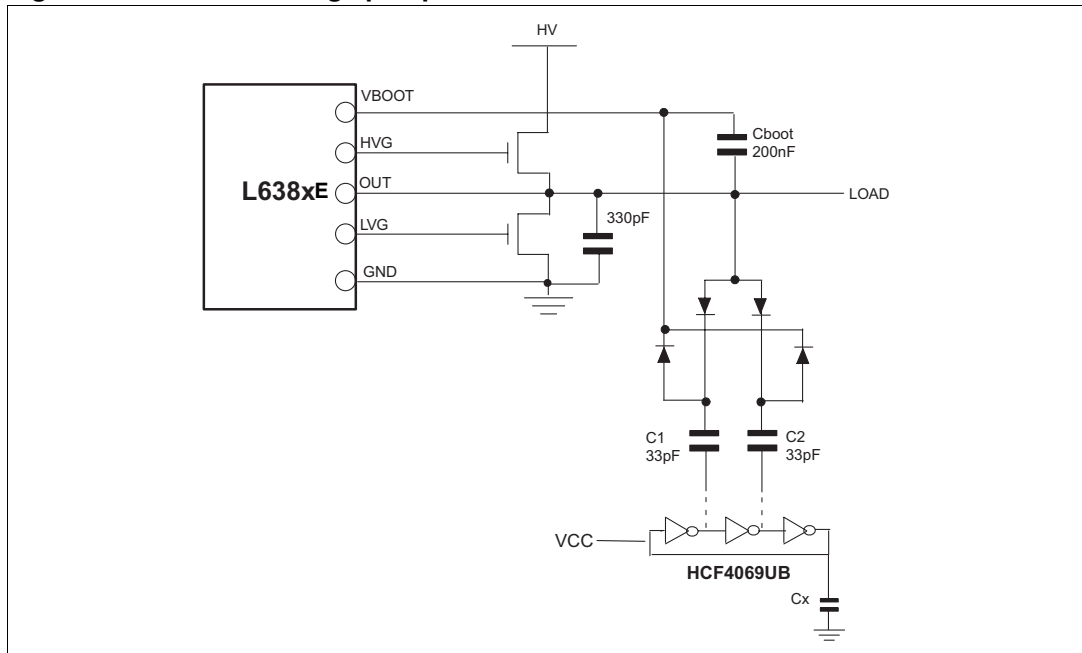 HV
VBOOT
HVG
OUT
LVG
GND
L638xE
Cboot
200nF
LOAD
330pF
C1
33pF
C2
33pF
VCC
HCF4069UB
Cx